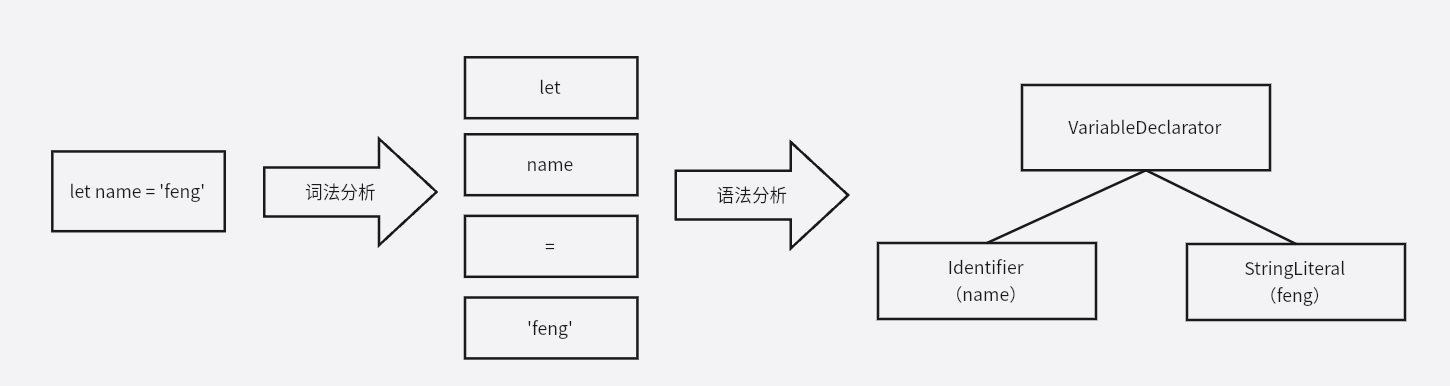 let name = 'feng'
词法分析
let
name
=
'feng'
语法分析
VariableDeclarator
Identifier
（name）
StringLiteral
（feng）